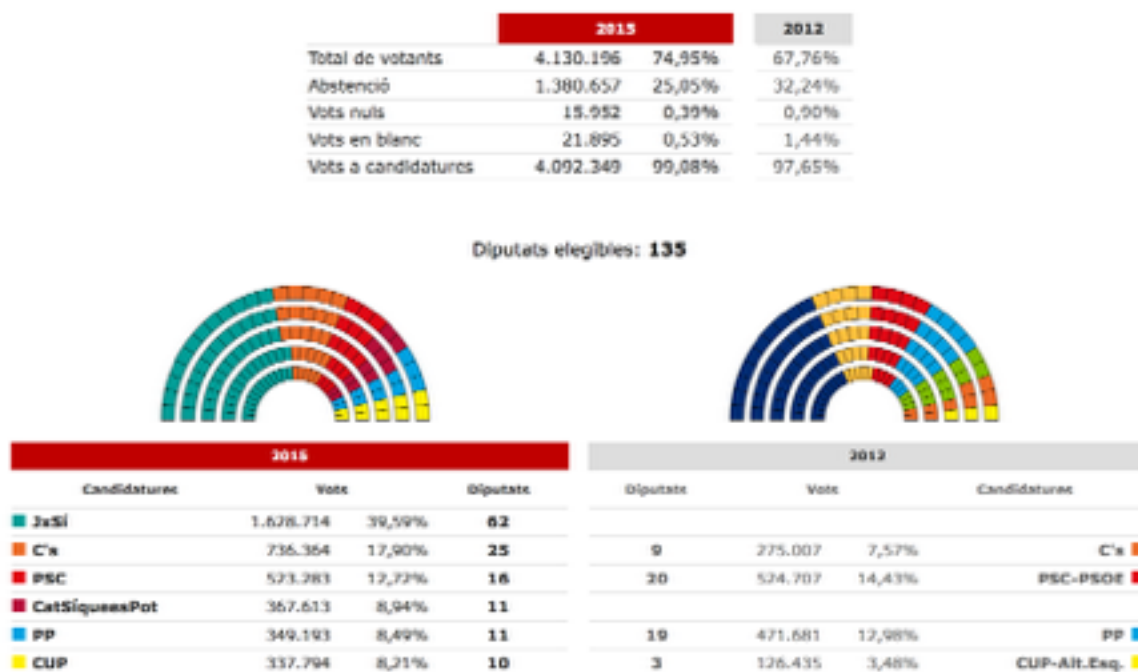 2015 2012
Total de votants 4.130.196 74,95% 67,76%
Abstenció 1.380.657 25,05% 32,24%
Vots nuls 15.952 0,39% 0,90%
Vots en blanc 21.895 0,53% 1,44%
Vots a candidatures 4.092.349 99,08% 97,65%
Diputats elegibles: 135
2015 2012
Candidatures Vots Diputats Diputats Vots Candidatures
JxSí 1.628.714 39,59% 62
C's 736.364 17,90% 25 9 275.007 7,57% C's
PSC 523.283 12,72% 16 20 524.707 14,43% PSC-PSOE
CatSíqueesPot 367.613 8,94% 11
PP 349.193 8,49% 11 19 471.681 12,98% PP
CUP 337.794 8,21% 10 3 126.435 3,48% CUP-Alt.Esq.